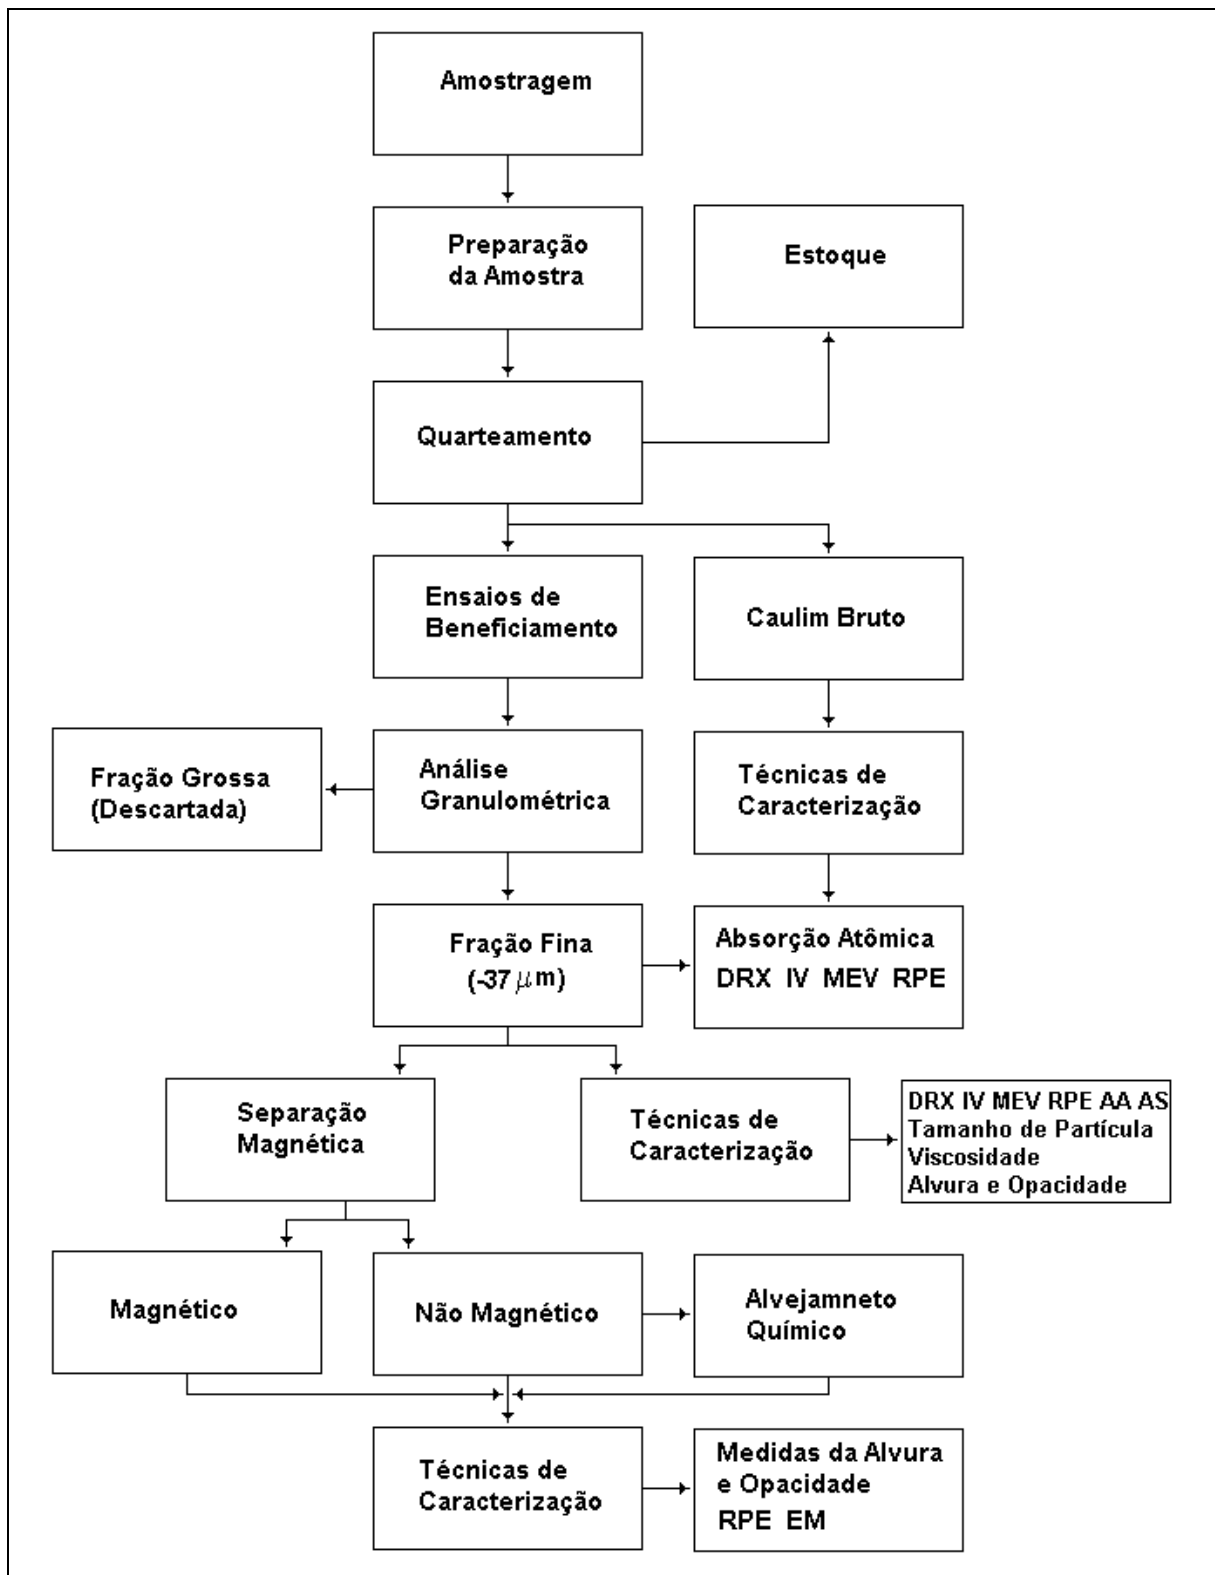 Amostragem
Preparação
da Amostra
Estoque
Quarteamento
Ensaios de
Beneficiamento
Caulim Bruto
Fração Grossa
(Descartada)
Análise
Granulométrica
Técnicas de
Caracterização
Fração Fina
(-37 μm)
Absorção Atômica
DRX IV MEV RPE
Separação
Magnética
Técnicas de
Caracterização
DRX IV MEV RPE AA AS
Tamanho de Partícula
Viscosidade
Alvura e Opacidade
Magnético
Não Magnético
Alvejamneto
Químico
Técnicas de
Caracterização
Medidas da Alvura
e Opacidade
RPE EM